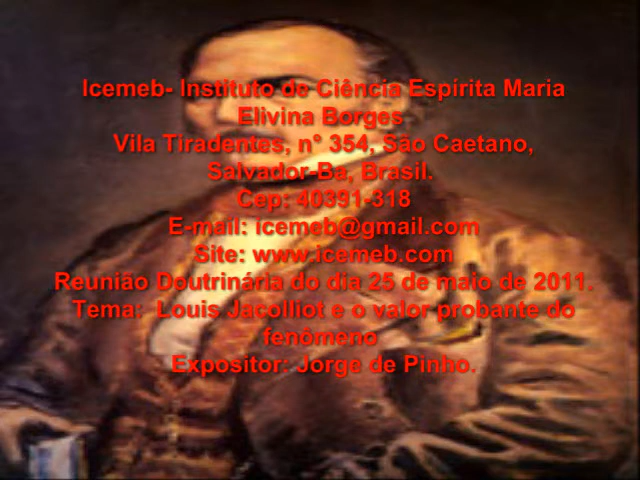 Icemeb- Instituto de Ciência Espírita Maria
Elivina Borges
Vila Tiradentes, n° 354, São Caetano,
Salvador-Ba, Brasil.
Cep: 40391-318
E-mail: icemeb@gmail.com
Site: www.icemeb.com
Reunião Doutrinária do dia 25 de maio de 2011.
Tema:  Louis Jacolliot e o valor probante do
fenômeno
Expositor: Jorge de Pinho.